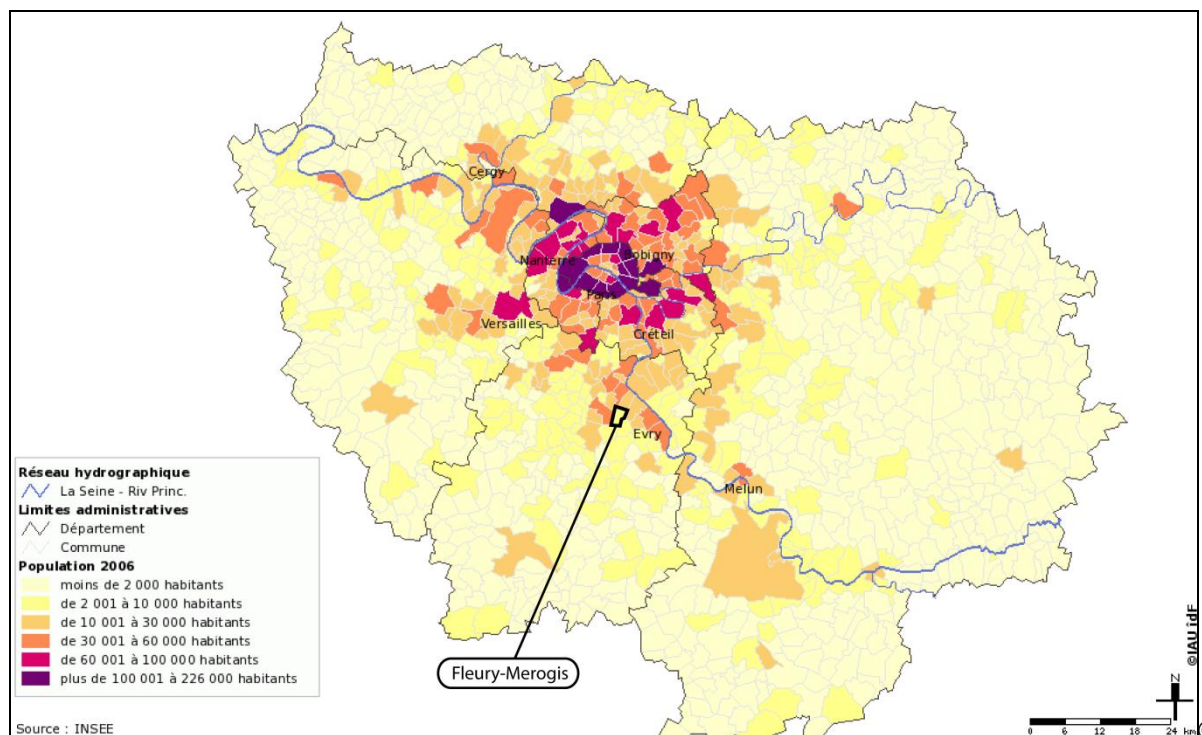 Cergy
Nanterre
Bobigny
Paris
Versailles
Créteil
Evry
Melun
Réseau hydrographique
La Seine - Riv Princ.
Limites administratives
Département
Commune
Population 2006
moins de 2 000 habitants
de 2 001 à 10 000 habitants
de 10 001 à 30 000 habitants
de 30 001 à 60 000 habitants
de 60 001 à 100 000 habitants
plus de 100 001 à 226 000 habitants
Fleury-Merogis
Source : INSEE
©IAU îdF
N
0 6 12 18 24 km